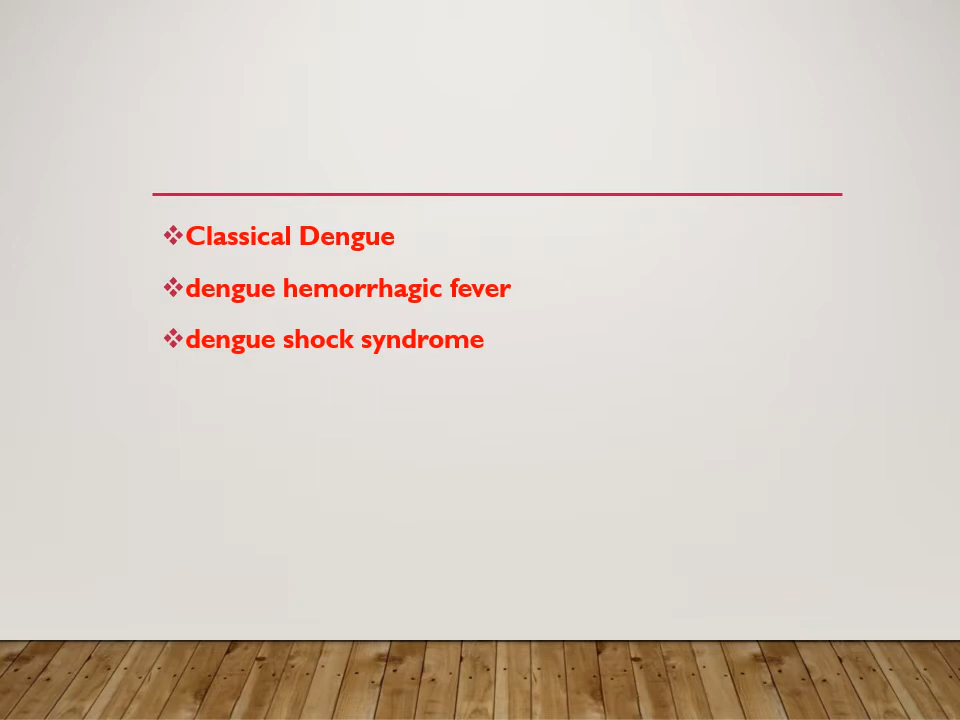 ❖Classical Dengue
❖dengue hemorrhagic fever
❖dengue shock syndrome